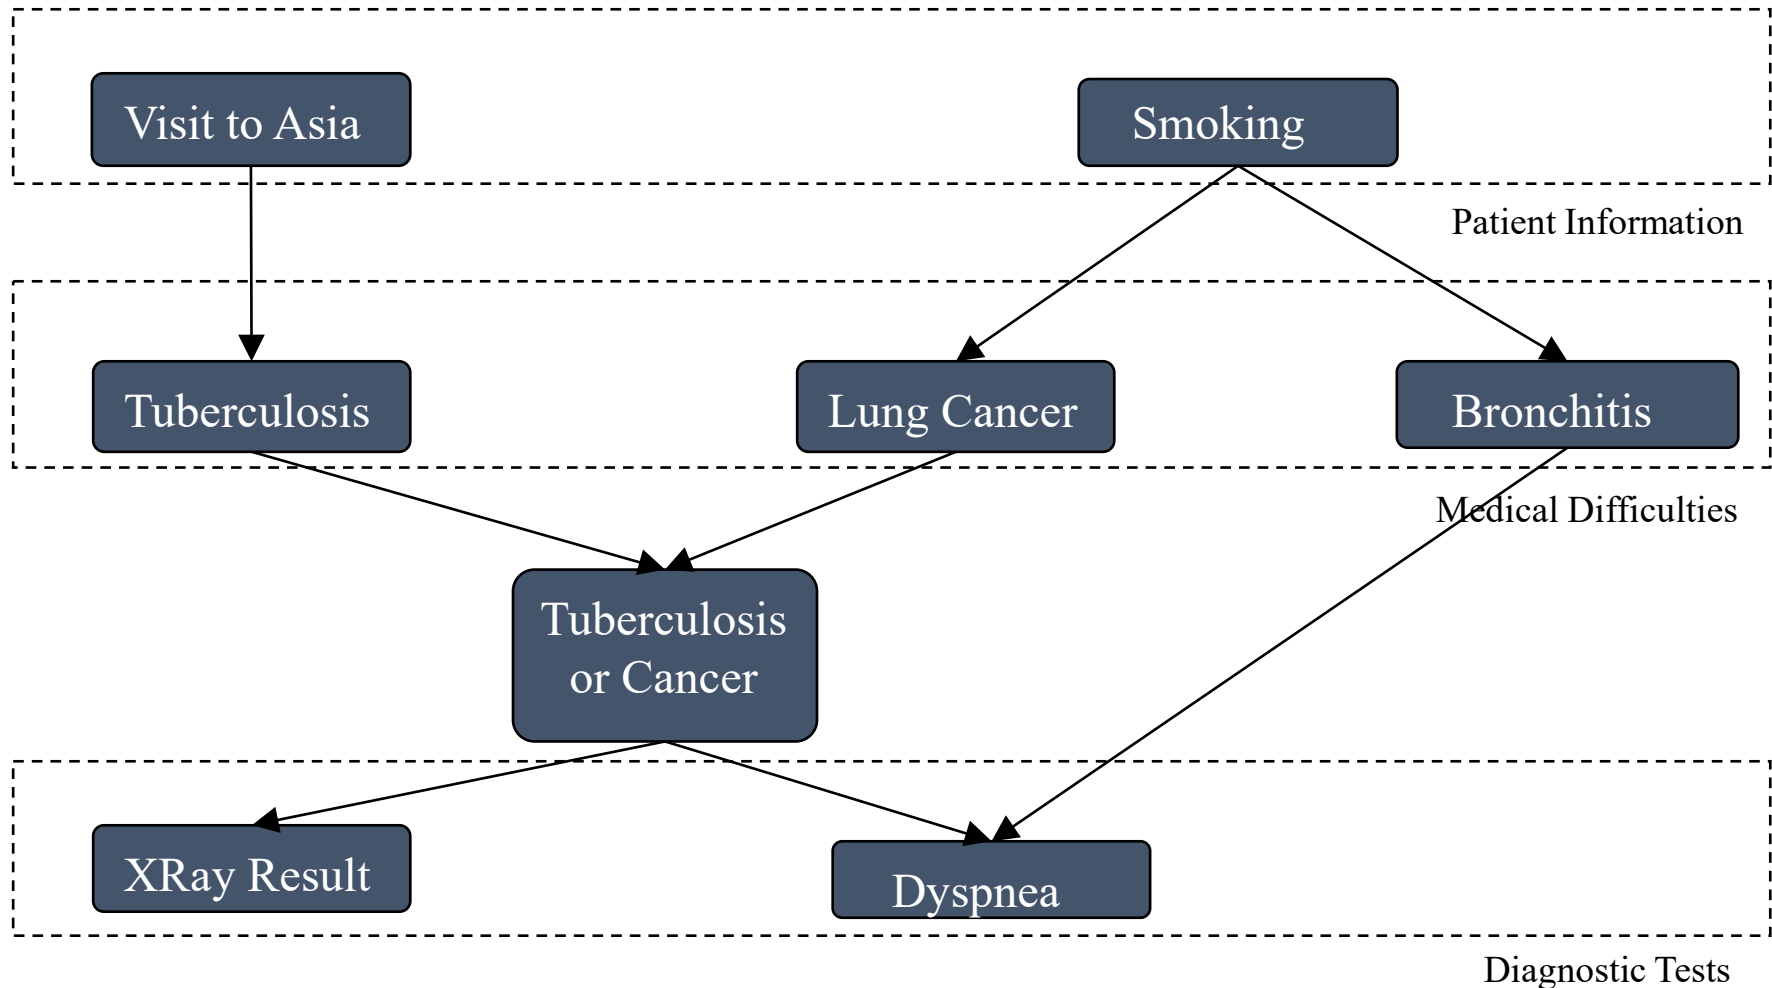 Visit to Asia
Smoking
Patient Information
Tuberculosis
Lung Cancer
Bronchitis
Medical Difficulties
Tuberculosis
or Cancer
XRay Result
Dyspnea
Diagnostic Tests